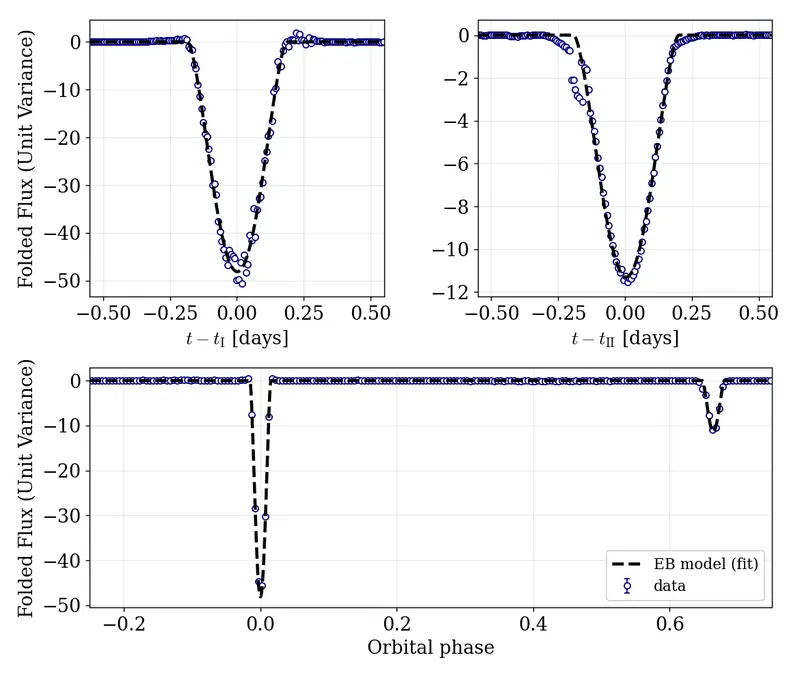 Folded Flux (Unit Variance)
0
−10
−20
−30
−40
−50
−0.50 −0.25 0.00 0.25 0.50
t − t_I [days]
0
−2
−4
−6
−8
−10
−12
−0.50 −0.25 0.00 0.25 0.50
t − t_II [days]
Folded Flux (Unit Variance)
0
−10
−20
−30
−40
−50
−0.2 0.0 0.2 0.4 0.6
Orbital phase
EB model (fit)
data